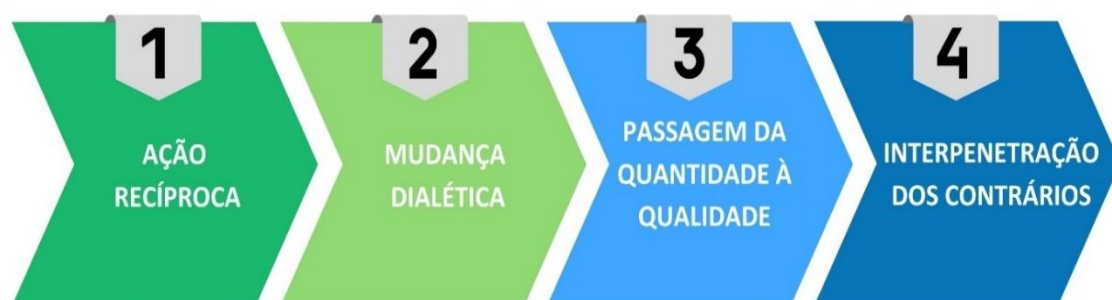 1
AÇÃO
RECÍPROCA
2
MUDANÇA
DIALÉTICA
3
PASSAGEM DA
QUANTIDADE À
QUALIDADE
4
INTERPENETRAÇÃO
DOS CONTRÁRIOS